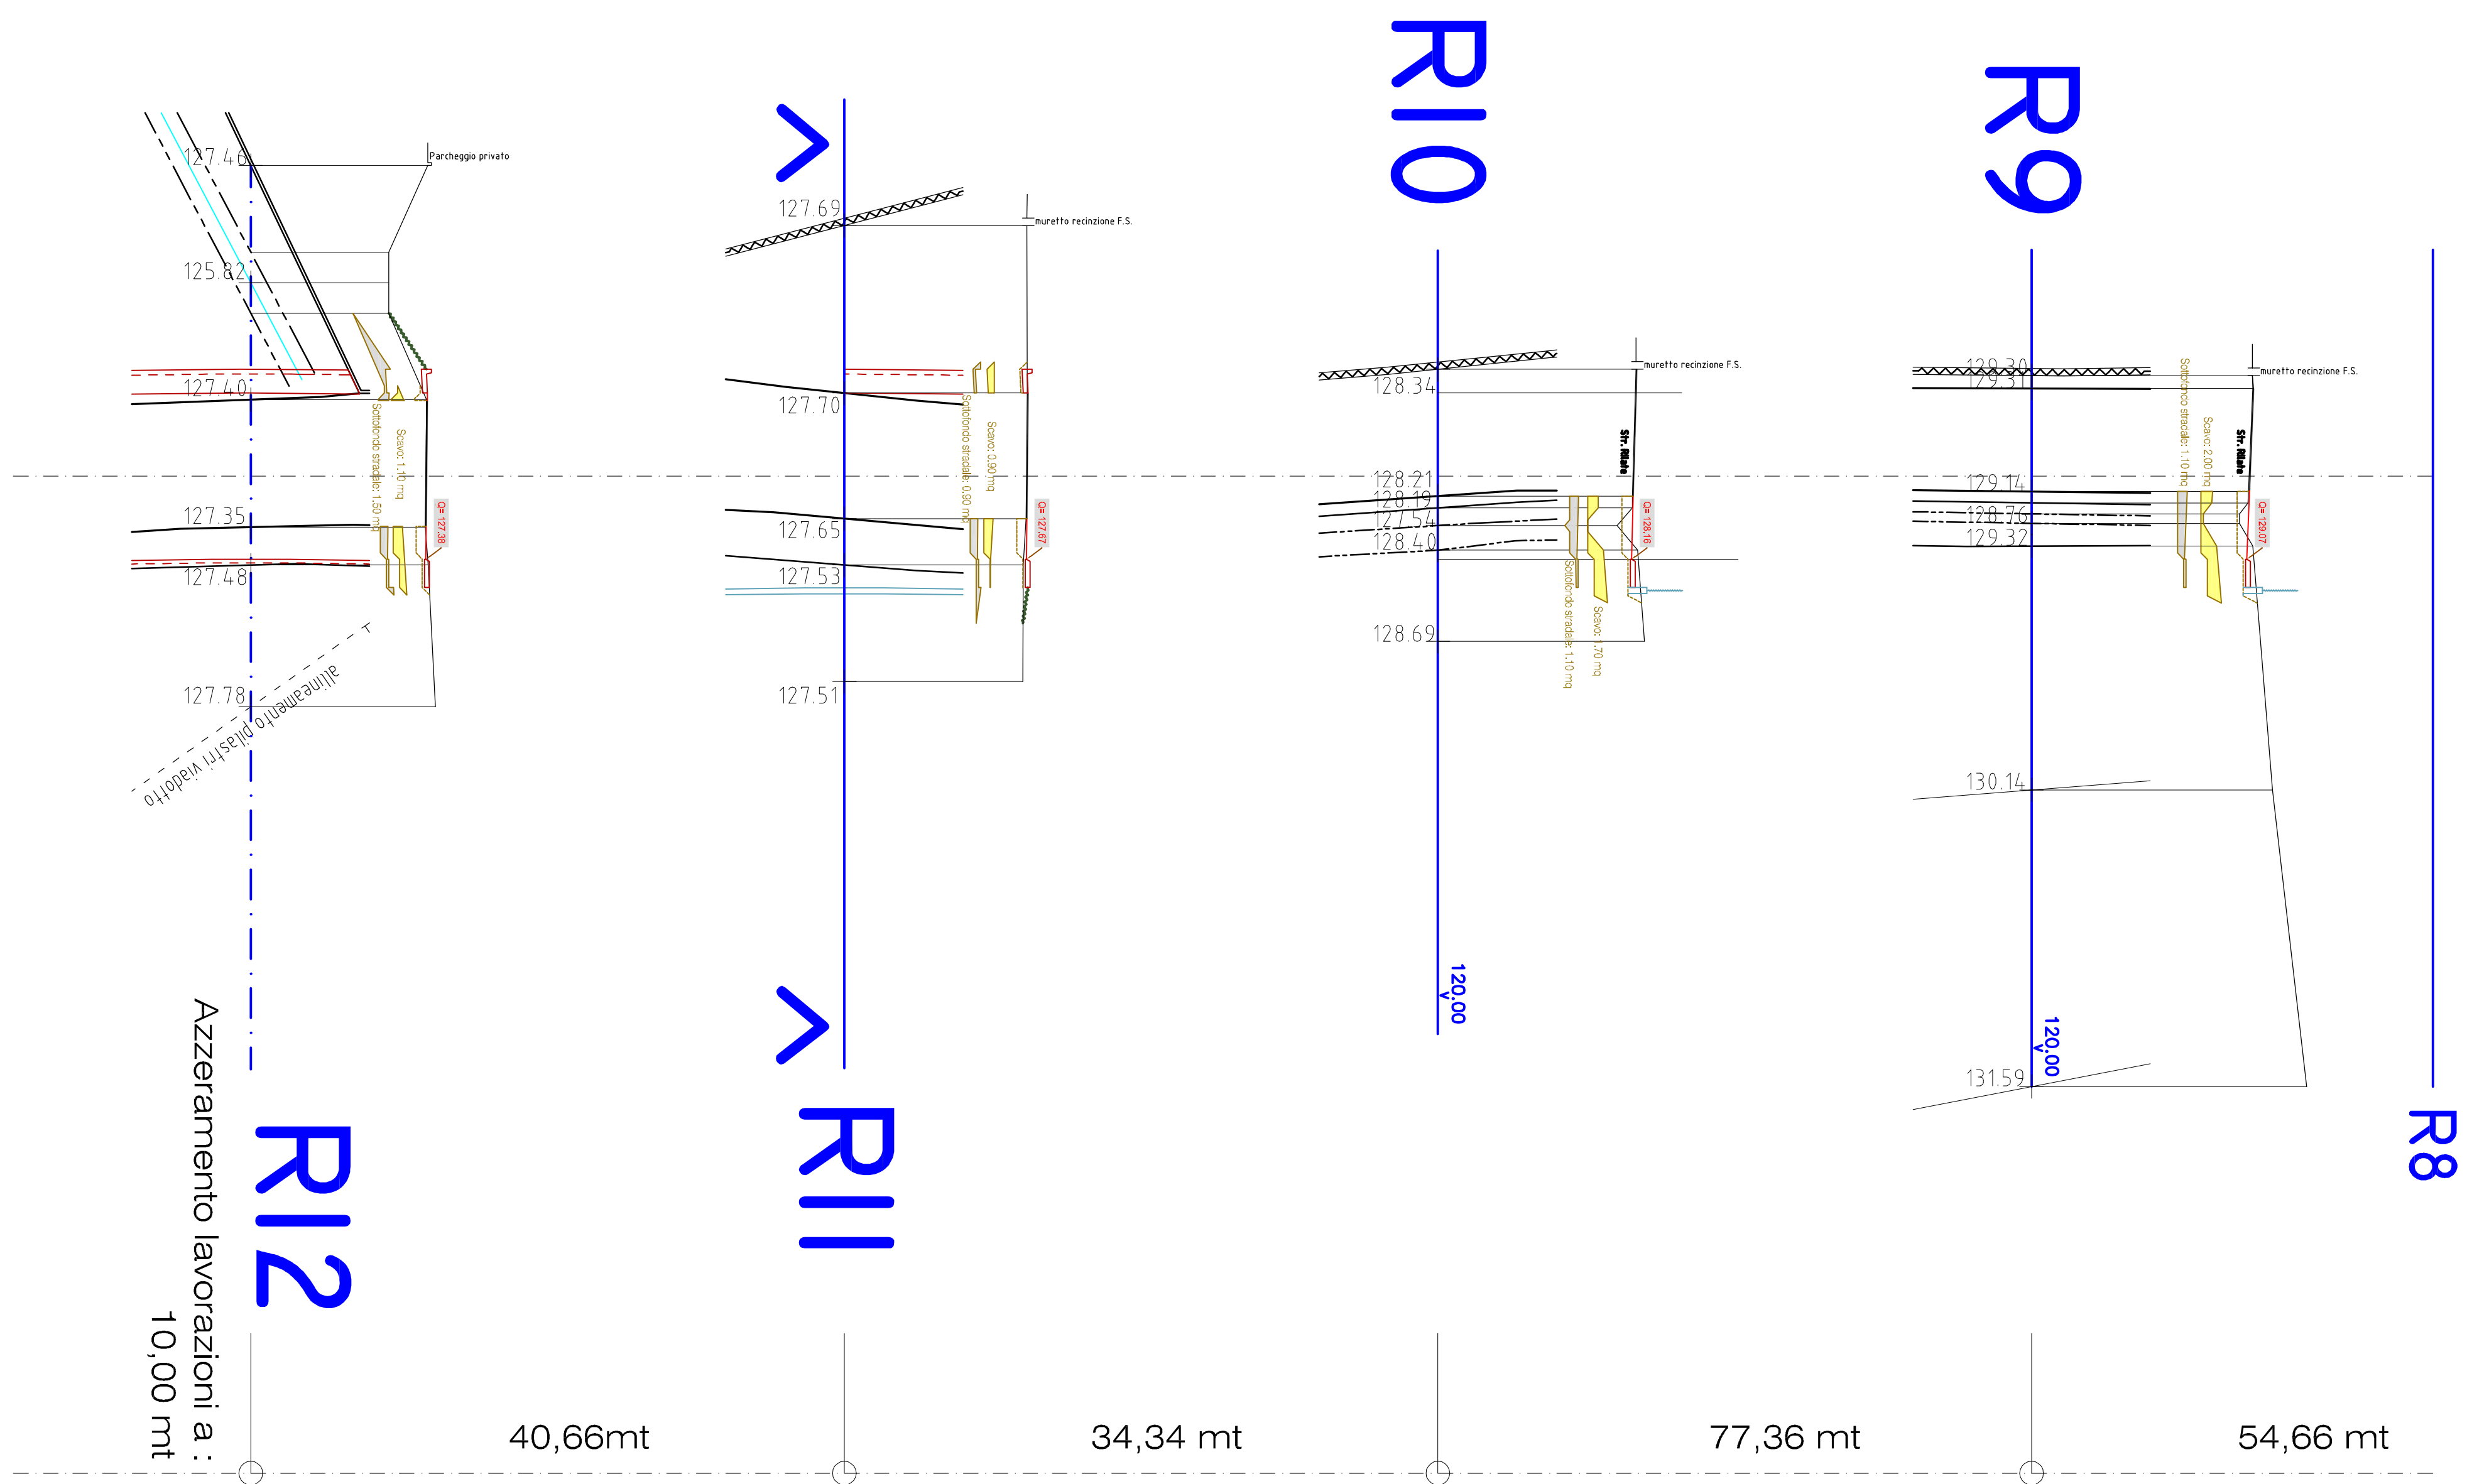 R12
127.46
Parcheggio privato
125.82
127.40
Sottofondo stradale: 1.50 mq
Scavo: 1.10 mq
127.35
Q= 127.38
127.48
127.78
allineamento pilastri viadotto
Azzeramento lavorazioni a :
10,00 mt
R11
127.69
muretto recinzione F.S.
127.70
Sottofondo stradale: 0.90 mq
Scavo: 0.90 mq
127.65
Q= 127.67
127.53
127.51
R10
muretto recinzione F.S.
128.34
Str. Rilate
128.21
128.19
127.54
128.40
Q= 128.16
Sottofondo stradale: 1.10 mq
Scavo: 1.70 mq
128.69
120.00
R9
129.30
129.31
muretto recinzione F.S.
Sottofondo stradale: 1.10 mq
Scavo: 2.00 mq
Str. Rilate
129.14
128.76
129.32
Q= 129.07
130.14
120.00
131.59
R8
40,66mt
34,34 mt
77,36 mt
54,66 mt